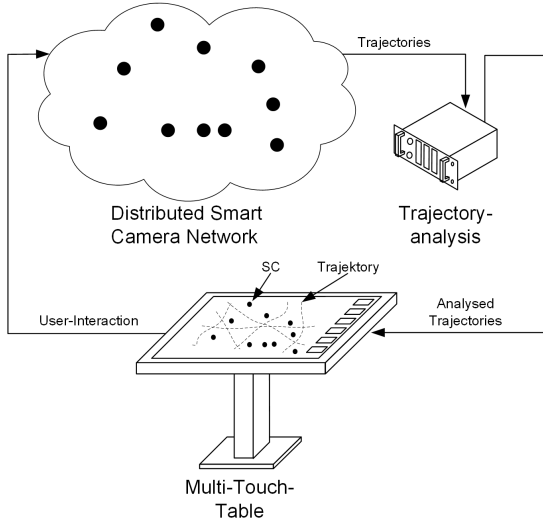 Trajectories
Distributed Smart
Camera Network
Trajectory-
analysis
SC
Trajektory
User-Interaction
Analysed
Trajectories
Multi-Touch-
Table